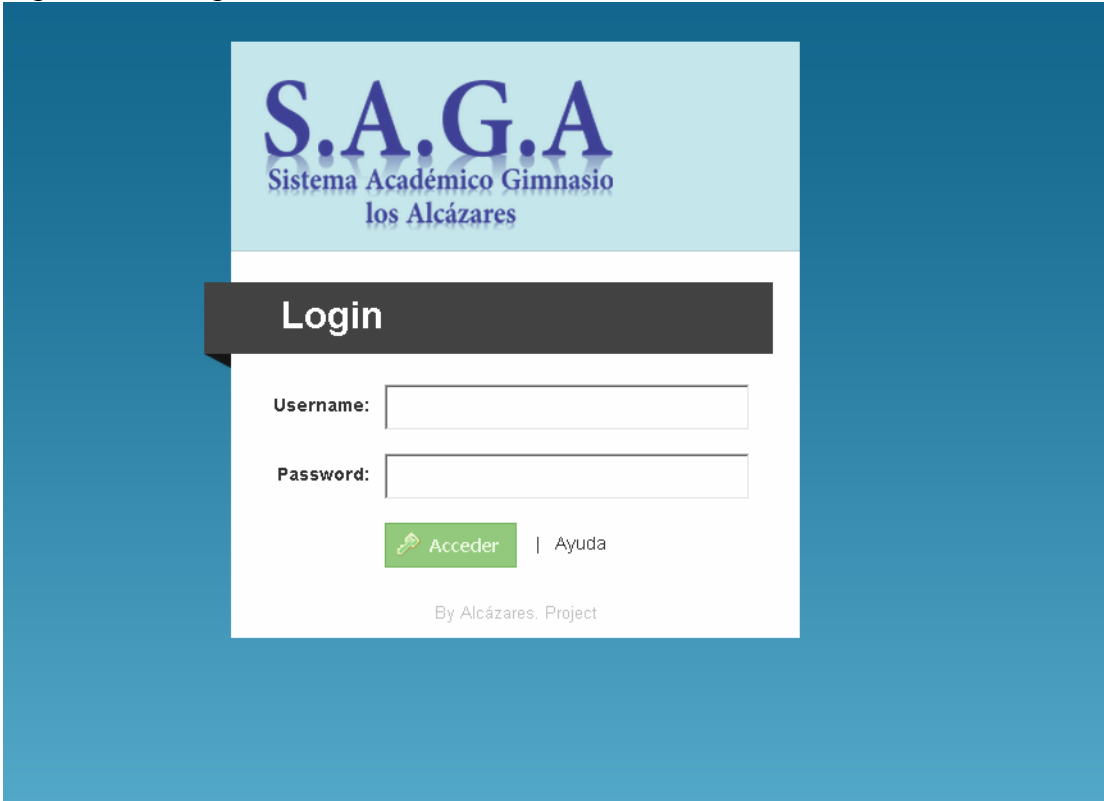 S.A.G.A
Sistema Académico Gimnasio
los Alcázares
Login
Username:
Password:
Acceder | Ayuda
By Alcázares. Project